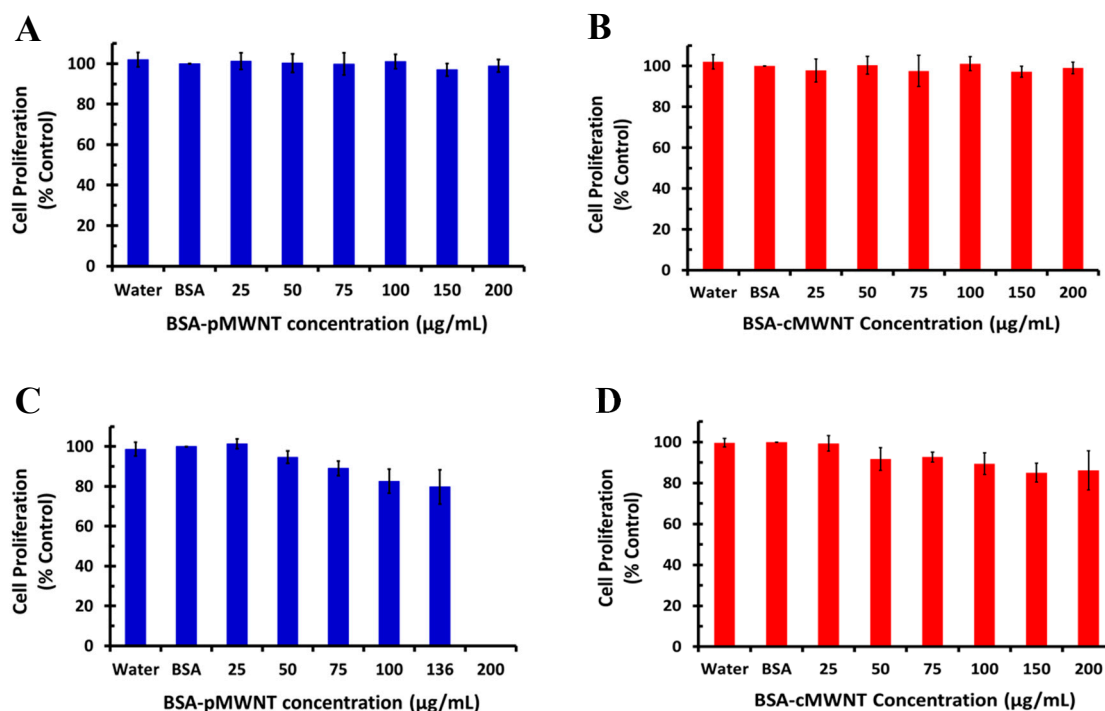 A
Cell Proliferation
(% Control)
100
80
60
40
20
0
Water BSA 25 50 75 100 150 200
BSA-pMWNT concentration (µg/mL)
B
Cell Proliferation
(% Control)
100
80
60
40
20
0
Water BSA 25 50 75 100 150 200
BSA-cMWNT Concentration (µg/mL)
C
Cell Proliferation
(% Control)
100
80
60
40
20
0
Water BSA 25 50 75 100 136 200
BSA-pMWNT concentration (µg/mL)
D
Cell Proliferation
(% Control)
100
80
60
40
20
0
Water BSA 25 50 75 100 150 200
BSA-cMWNT Concentration (µg/mL)